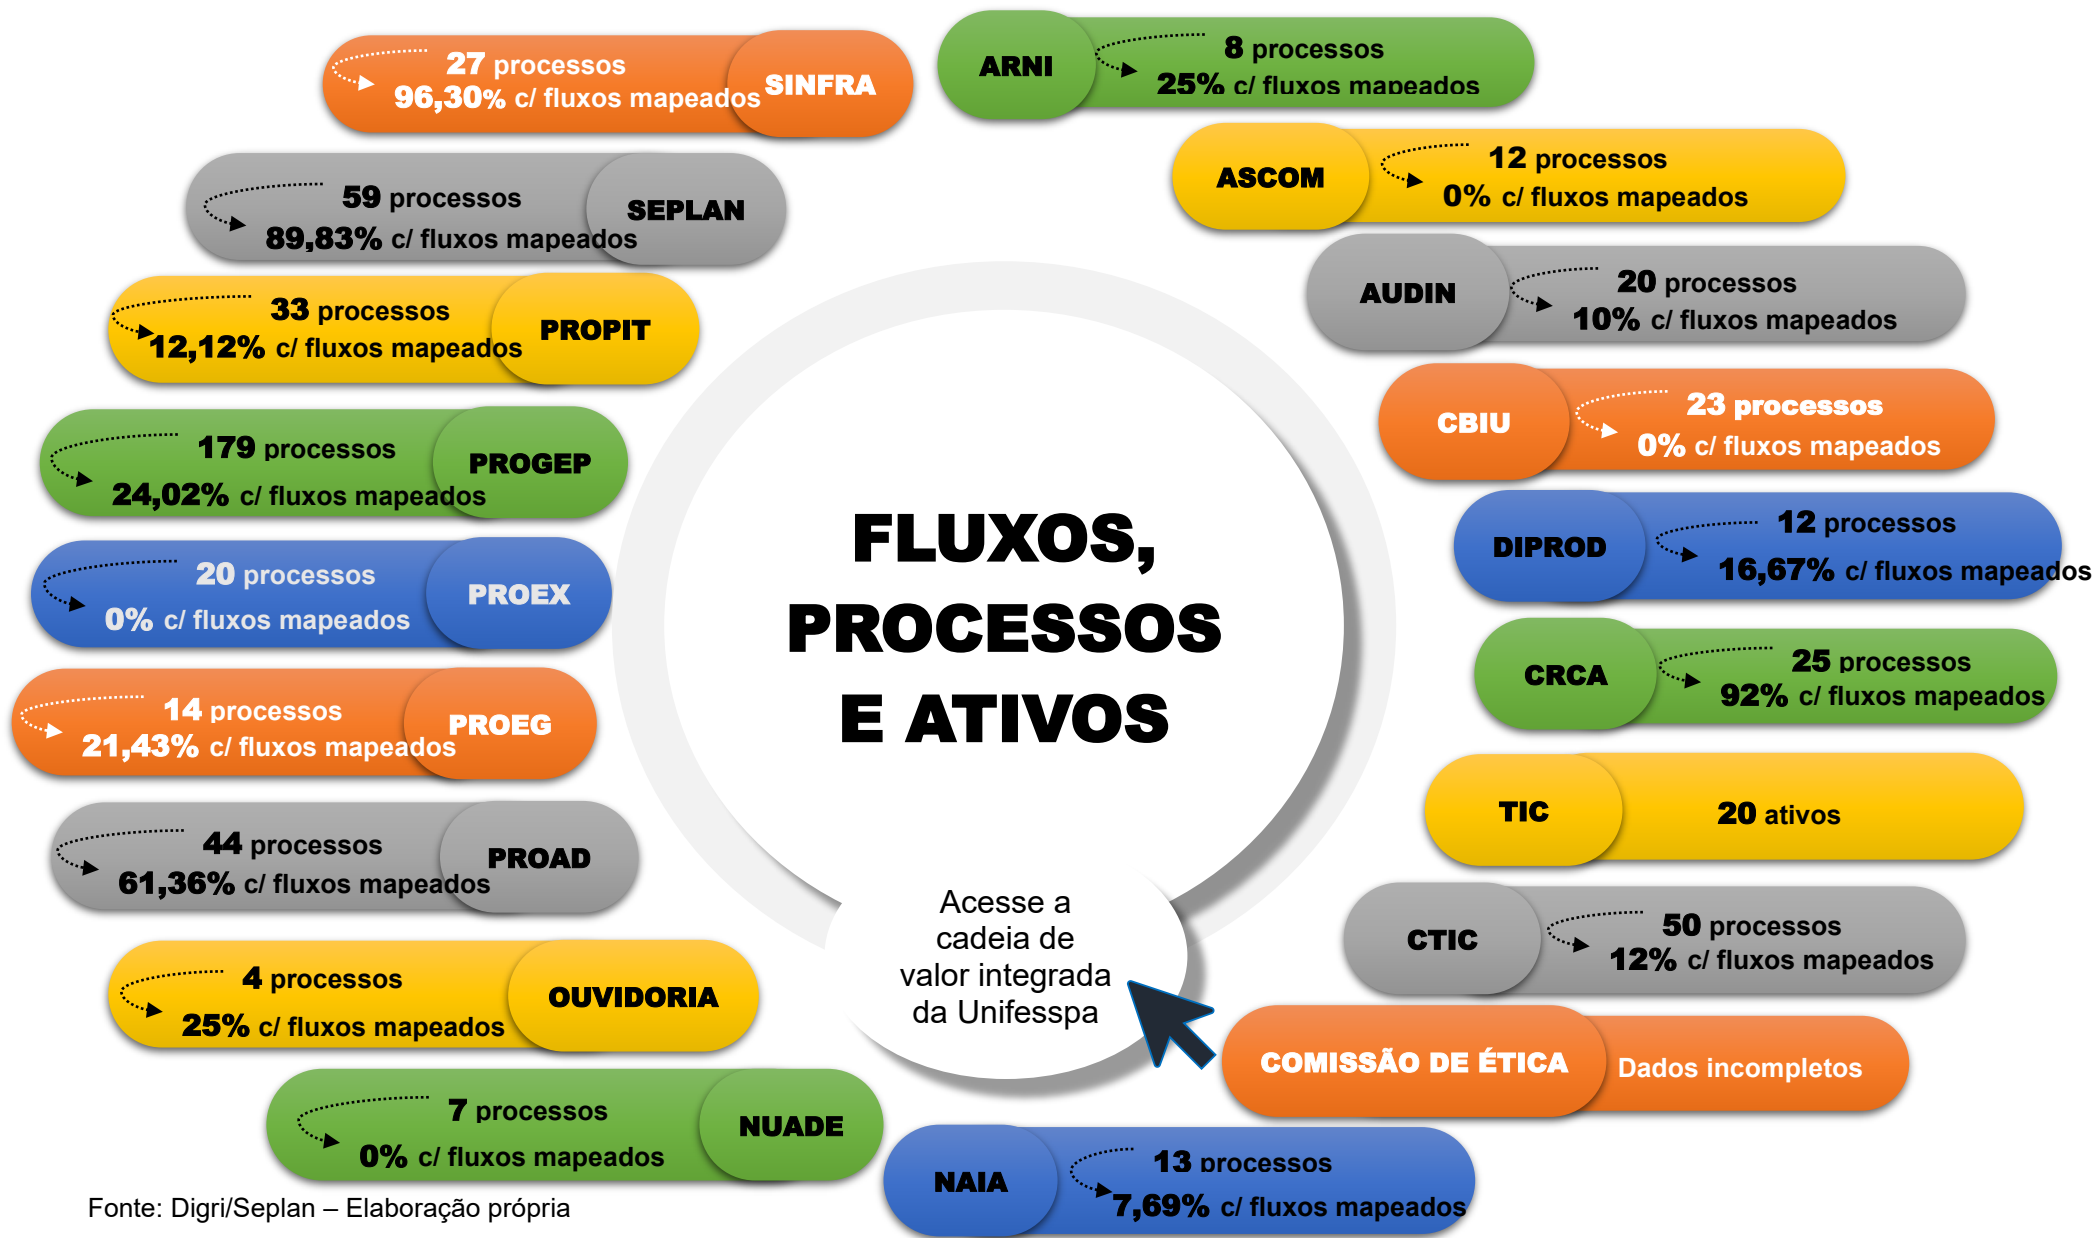 27 processos
96,30% c/ fluxos mapeados
SINFRA
59 processos
89,83% c/ fluxos mapeados
SEPLAN
33 processos
12,12% c/ fluxos mapeados
PROPIT
179 processos
24,02% c/ fluxos mapeados
PROGEP
20 processos
0% c/ fluxos mapeados
PROEX
14 processos
21,43% c/ fluxos mapeados
PROEG
44 processos
61,36% c/ fluxos mapeados
PROAD
4 processos
25% c/ fluxos mapeados
OUVIDORIA
7 processos
0% c/ fluxos mapeados
NUADE
FLUXOS,
PROCESSOS
E ATIVOS
Acesse a
cadeia de
valor integrada
da Unifesspa
ARNI
8 processos
25% c/ fluxos mapeados
ASCOM
12 processos
0% c/ fluxos mapeados
AUDIN
20 processos
10% c/ fluxos mapeados
CBIU
23 processos
0% c/ fluxos mapeados
DIPROD
12 processos
16,67% c/ fluxos mapeados
CRCA
25 processos
92% c/ fluxos mapeados
TIC
20 ativos
CTIC
50 processos
12% c/ fluxos mapeados
COMISSÃO DE ÉTICA
Dados incompletos
NAIA
13 processos
7,69% c/ fluxos mapeados
Fonte: Digri/Seplan – Elaboração própria